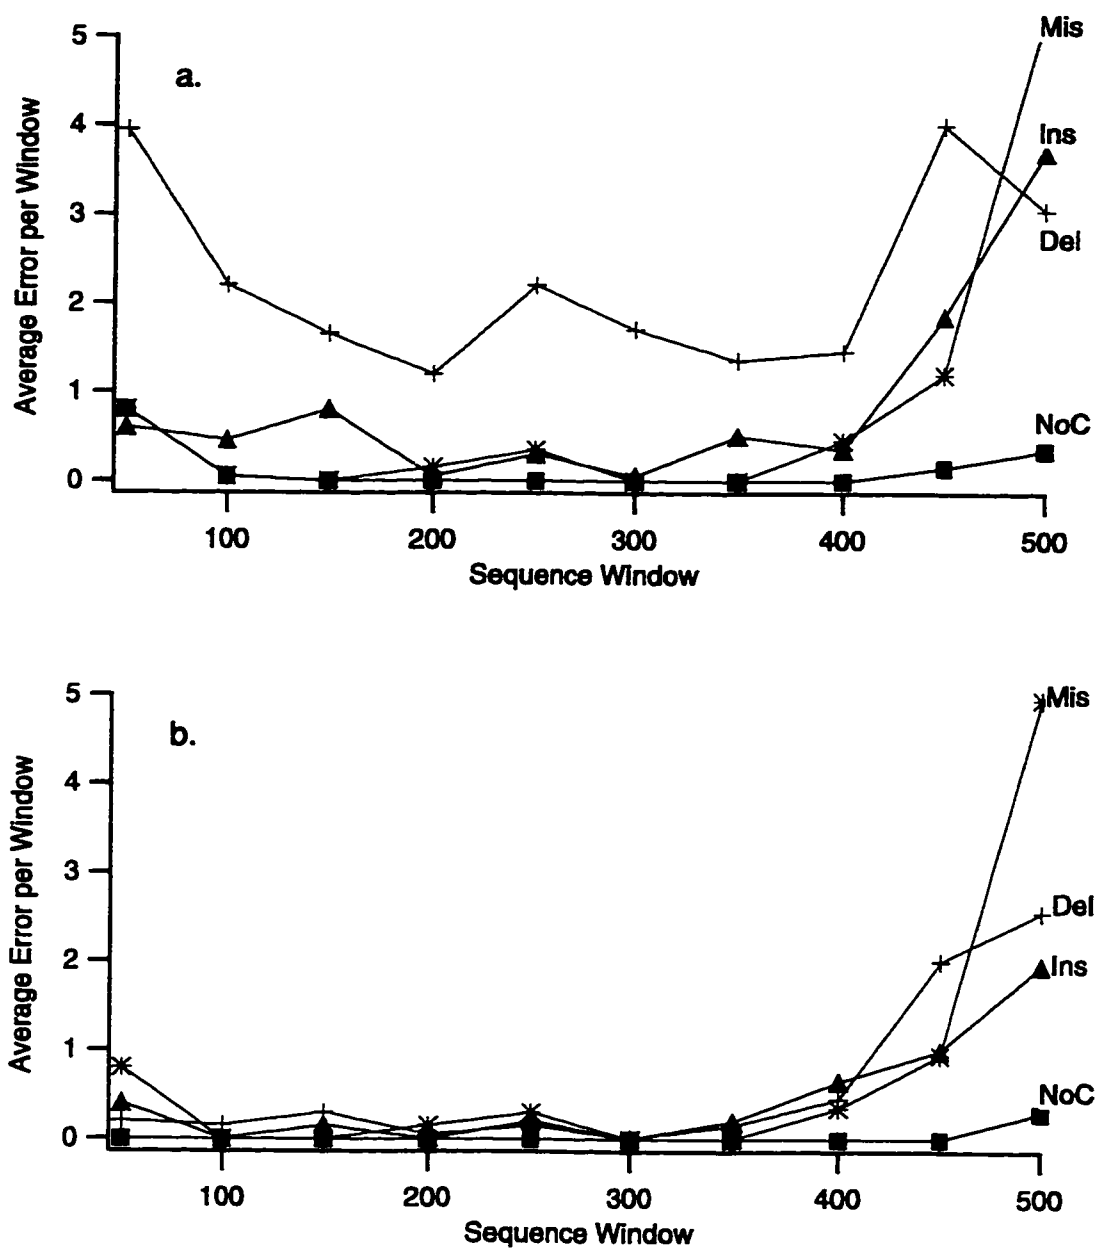 Mis
5
a.
4
Ins
3
Del
2
1
NoC
0
100 200 300 400 500
Sequence Window
Average Error per Window
5
Mis
b.
4
3
Del
2
Ins
1
NoC
0
100 200 300 400 500
Sequence Window
Average Error per Window